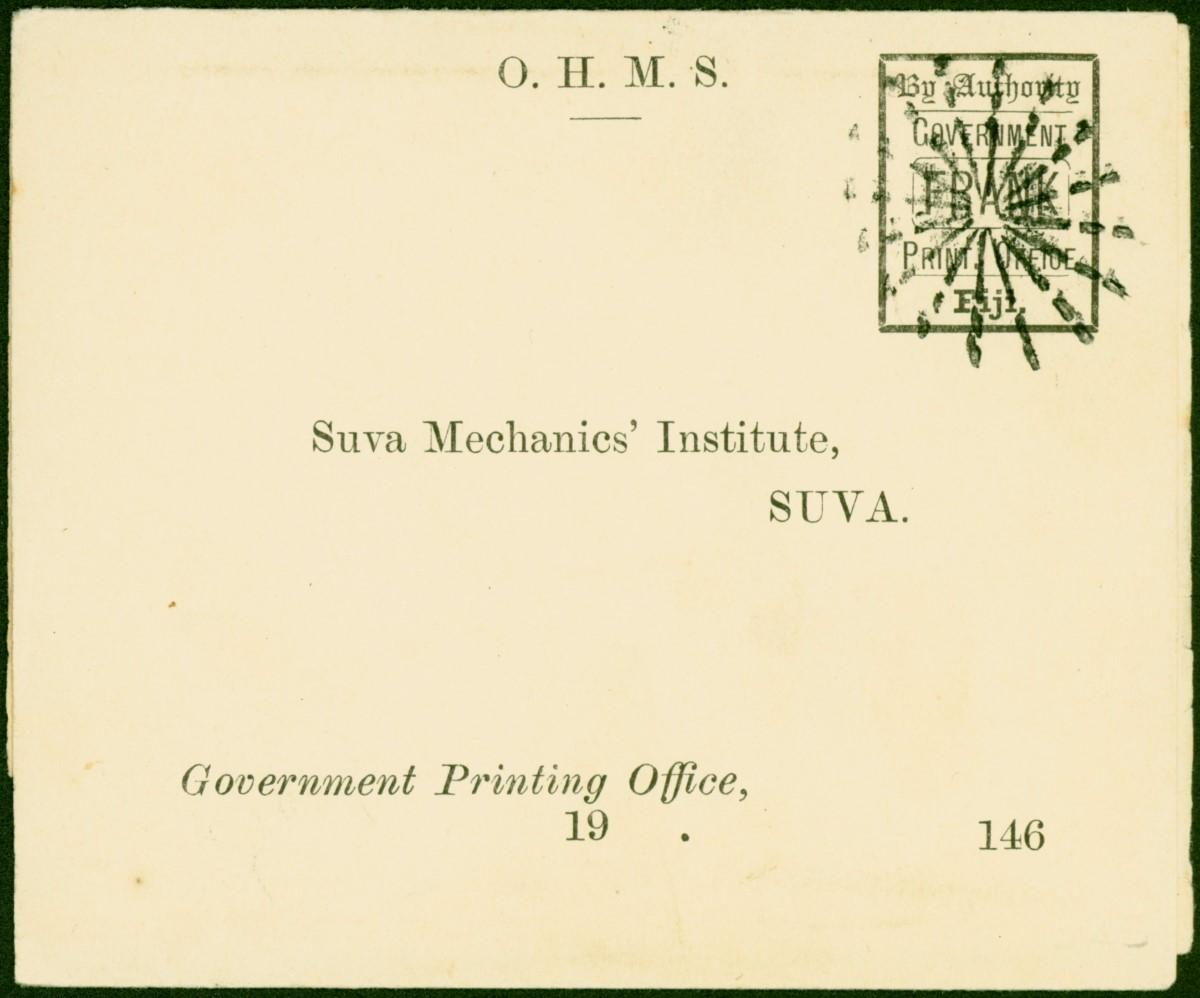 O. H. M. S.
By Authority
GOVERNMENT
FRANK
PRINT. OFFICE
Fiji.
Suva Mechanics' Institute,
SUVA.
Government Printing Office,
19 .
146